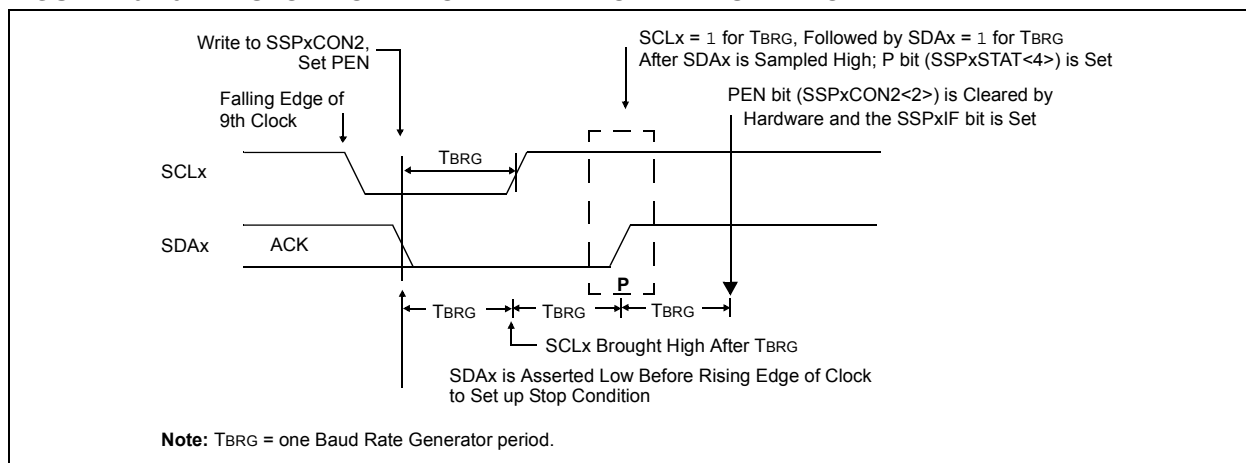 Write to SSPxCON2,
Set PEN
SCLx = 1 for TBRG, Followed by SDAx = 1 for TBRG
After SDAx is Sampled High; P bit (SSPxSTAT<4>) is Set
PEN bit (SSPxCON2<2>) is Cleared by
Hardware and the SSPxIF bit is Set
Falling Edge of
9th Clock
TBRG
SCLx
SDAx
ACK
P
TBRG
TBRG
TBRG
SCLx Brought High After TBRG
SDAx is Asserted Low Before Rising Edge of Clock
to Set up Stop Condition
Note: TBRG = one Baud Rate Generator period.